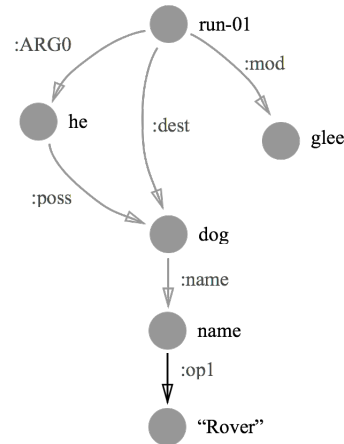 run-01
:ARG0
:mod
he
:dest
glee
:poss
dog
:name
name
:op1
“Rover”